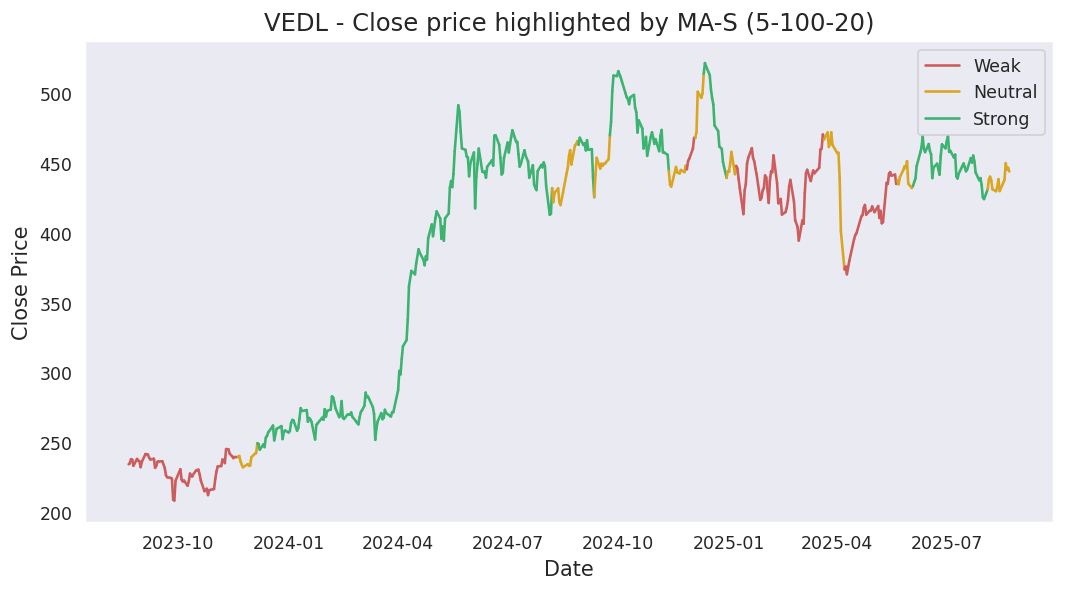 VEDL - Close price highlighted by MA-S (5-100-20)
Weak
Neutral
Strong
Close Price
500
450
400
350
300
250
200
2023-10 2024-01 2024-04 2024-07 2024-10 2025-01 2025-04 2025-07
Date